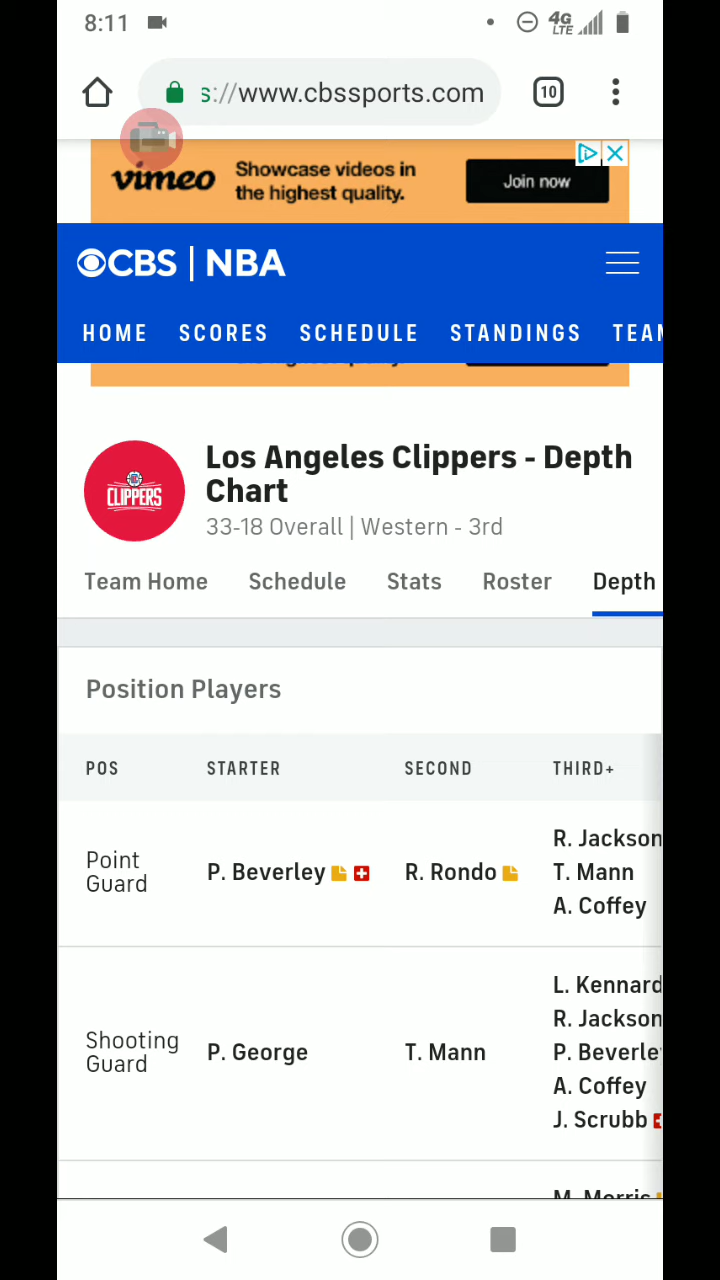 8:11
4G
LTE
s://www.cbssports.com
10
vimeo
Showcase videos in
the highest quality.
Join now
CBS | NBA
HOME SCORES SCHEDULE STANDINGS TEAM
CLIPPERS
Los Angeles Clippers - Depth
Chart
33-18 Overall | Western - 3rd
Team Home Schedule Stats Roster Depth
Position Players
POS STARTER SECOND THIRD+
Point
Guard
P. Beverley
R. Rondo
R. Jackson
T. Mann
A. Coffey
Shooting
Guard
P. George
T. Mann
L. Kennard
R. Jackson
P. Beverle
A. Coffey
J. Scrubb
M. Morris